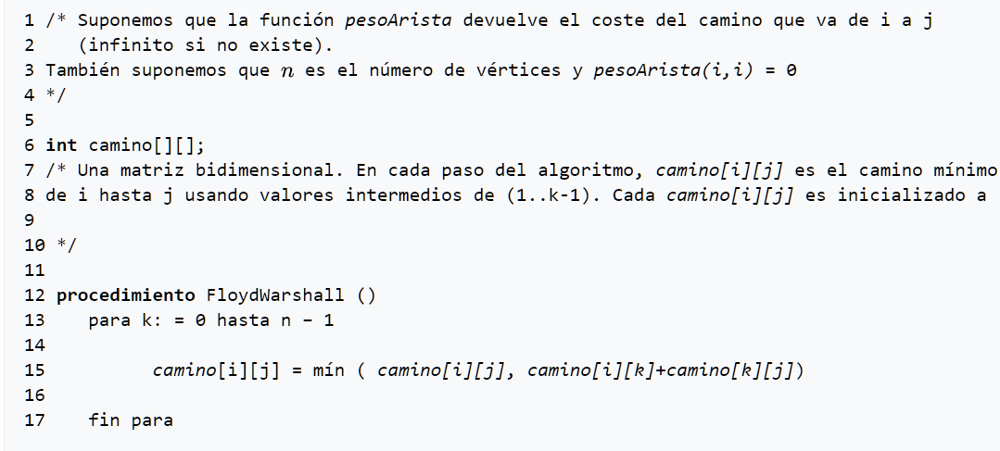 1 /* Suponemos que la función pesoArista devuelve el coste del camino que va de i a j
2    (infinito si no existe).
3 También suponemos que n es el número de vértices y pesoArista(i,i) = 0
4 */
5
6 int camino[][];
7 /* Una matriz bidimensional. En cada paso del algoritmo, camino[i][j] es el camino mínimo
8 de i hasta j usando valores intermedios de (1..k-1). Cada camino[i][j] es inicializado a
9
10 */
11
12 procedimiento FloydWarshall ()
13    para k: = 0 hasta n − 1
14
15          camino[i][j] = mín ( camino[i][j], camino[i][k]+camino[k][j])
16
17    fin para